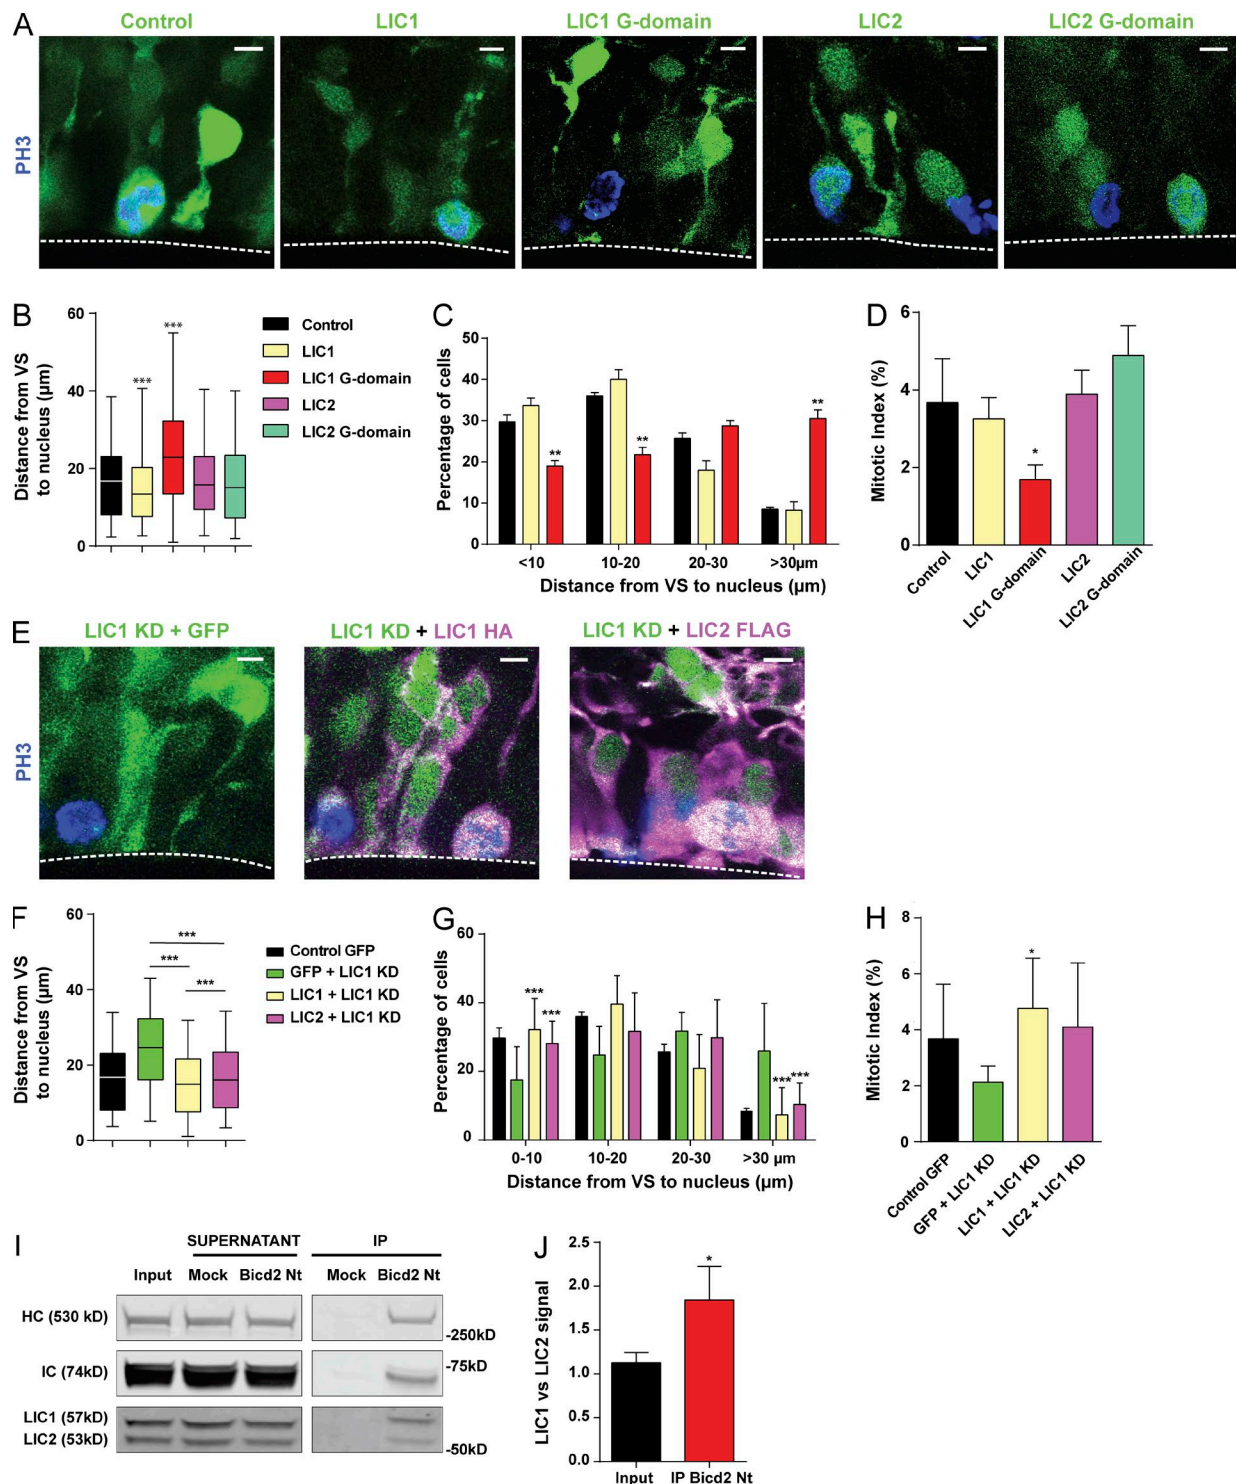 A
Control
LIC1
LIC1 G-domain
LIC2
LIC2 G-domain
PH3
B
Distance from VS
to nucleus (µm)
60
40
20
0
***
***
Control
LIC1
LIC1 G-domain
LIC2
LIC2 G-domain
C
Percentage of cells
50
40
30
20
10
0
**
**
**
<10
10-20
20-30
>30µm
Distance from VS to nucleus (µm)
D
Mitotic Index (%)
6
4
2
0
*
Control
LIC1
LIC1 G-domain
LIC2
LIC2 G-domain
E
LIC1 KD + GFP
LIC1 KD + LIC1 HA
LIC1 KD + LIC2 FLAG
PH3
F
Distance from VS
to nucleus (µm)
60
40
20
0
***
***
***
Control GFP
GFP + LIC1 KD
LIC1 + LIC1 KD
LIC2 + LIC1 KD
G
Percentage of cells
60
40
20
0
***
***
***
***
0-10
10-20
20-30
>30 µm
Distance from VS to nucleus (µm)
H
Mitotic Index (%)
8
6
4
2
0
*
Control GFP
GFP + LIC1 KD
LIC1 + LIC1 KD
LIC2 + LIC1 KD
I
SUPERNATANT
IP
Input
Mock
Bicd2 Nt
Mock
Bicd2 Nt
HC (530 kD)
-250kD
IC (74kD)
-75kD
LIC1 (57kD)
LIC2 (53kD)
-50kD
J
LIC1 vs LIC2 signal
2.5
2.0
1.5
1.0
0.5
0.0
*
Input
IP Bicd2 Nt